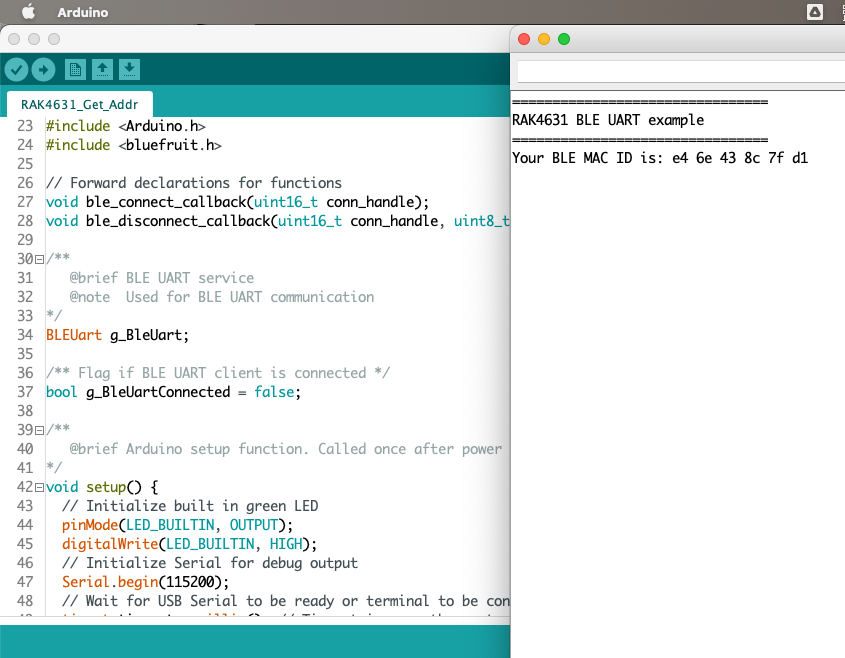 Arduino
RAK4631_Get_Addr
23 #include <Arduino.h>
24 #include <bluefruit.h>
25
26 // Forward declarations for functions
27 void ble_connect_callback(uint16_t conn_handle);
28 void ble_disconnect_callback(uint16_t conn_handle, uint8_t
29
30 /**
31 @brief BLE UART service
32 @note Used for BLE UART communication
33 */
34 BLEUart g_BleUart;
35
36 /** Flag if BLE UART client is connected */
37 bool g_BleUartConnected = false;
38
39 /**
40 @brief Arduino setup function. Called once after power
41 */
42 void setup() {
43 // Initialize built in green LED
44 pinMode(LED_BUILTIN, OUTPUT);
45 digitalWrite(LED_BUILTIN, HIGH);
46 // Initialize Serial for debug output
47 Serial.begin(115200);
48 // Wait for USB Serial to be ready or terminal to be con
================================
RAK4631 BLE UART example
================================
Your BLE MAC ID is: e4 6e 43 8c 7f d1